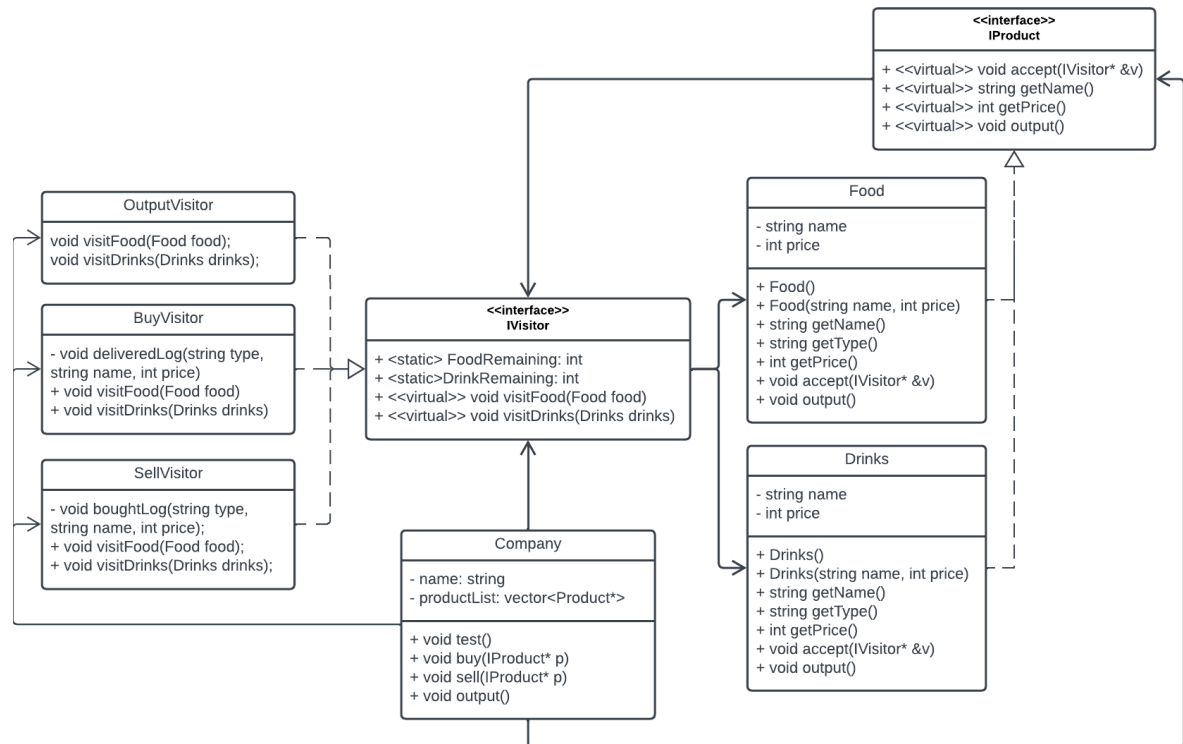 <<interface>>
IProduct
+ <<virtual>> void accept(IVisitor* &v)
+ <<virtual>> string getName()
+ <<virtual>> int getPrice()
+ <<virtual>> void output()
OutputVisitor
void visitFood(Food food);
void visitDrinks(Drinks drinks);
BuyVisitor
- void deliveredLog(string type,
string name, int price)
+ void visitFood(Food food)
+ void visitDrinks(Drinks drinks)
SellVisitor
- void boughtLog(string type,
string name, int price);
+ void visitFood(Food food);
+ void visitDrinks(Drinks drinks);
<<interface>>
IVisitor
+ <static> FoodRemaining: int
+ <static>DrinkRemaining: int
+ <<virtual>> void visitFood(Food food)
+ <<virtual>> void visitDrinks(Drinks drinks)
Company
- name: string
- productList: vector<Product*>
+ void test()
+ void buy(IProduct* p)
+ void sell(IProduct* p)
+ void output()
Food
- string name
- int price
+ Food()
+ Food(string name, int price)
+ string getName()
+ string getType()
+ int getPrice()
+ void accept(IVisitor* &v)
+ void output()
Drinks
- string name
- int price
+ Drinks()
+ Drinks(string name, int price)
+ string getName()
+ string getType()
+ int getPrice()
+ void accept(IVisitor* &v)
+ void output()